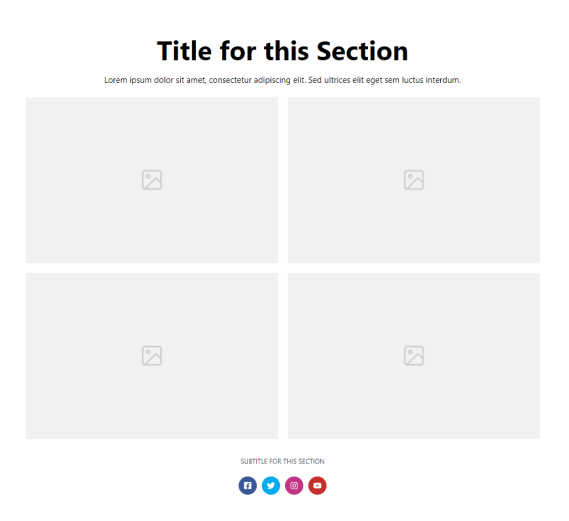 Title for this Section
Lorem ipsum dolor sit amet, consectetur adipiscing elit. Sed ultrices elit eget sem luctus interdum.
SUBTITLE FOR THIS SECTION